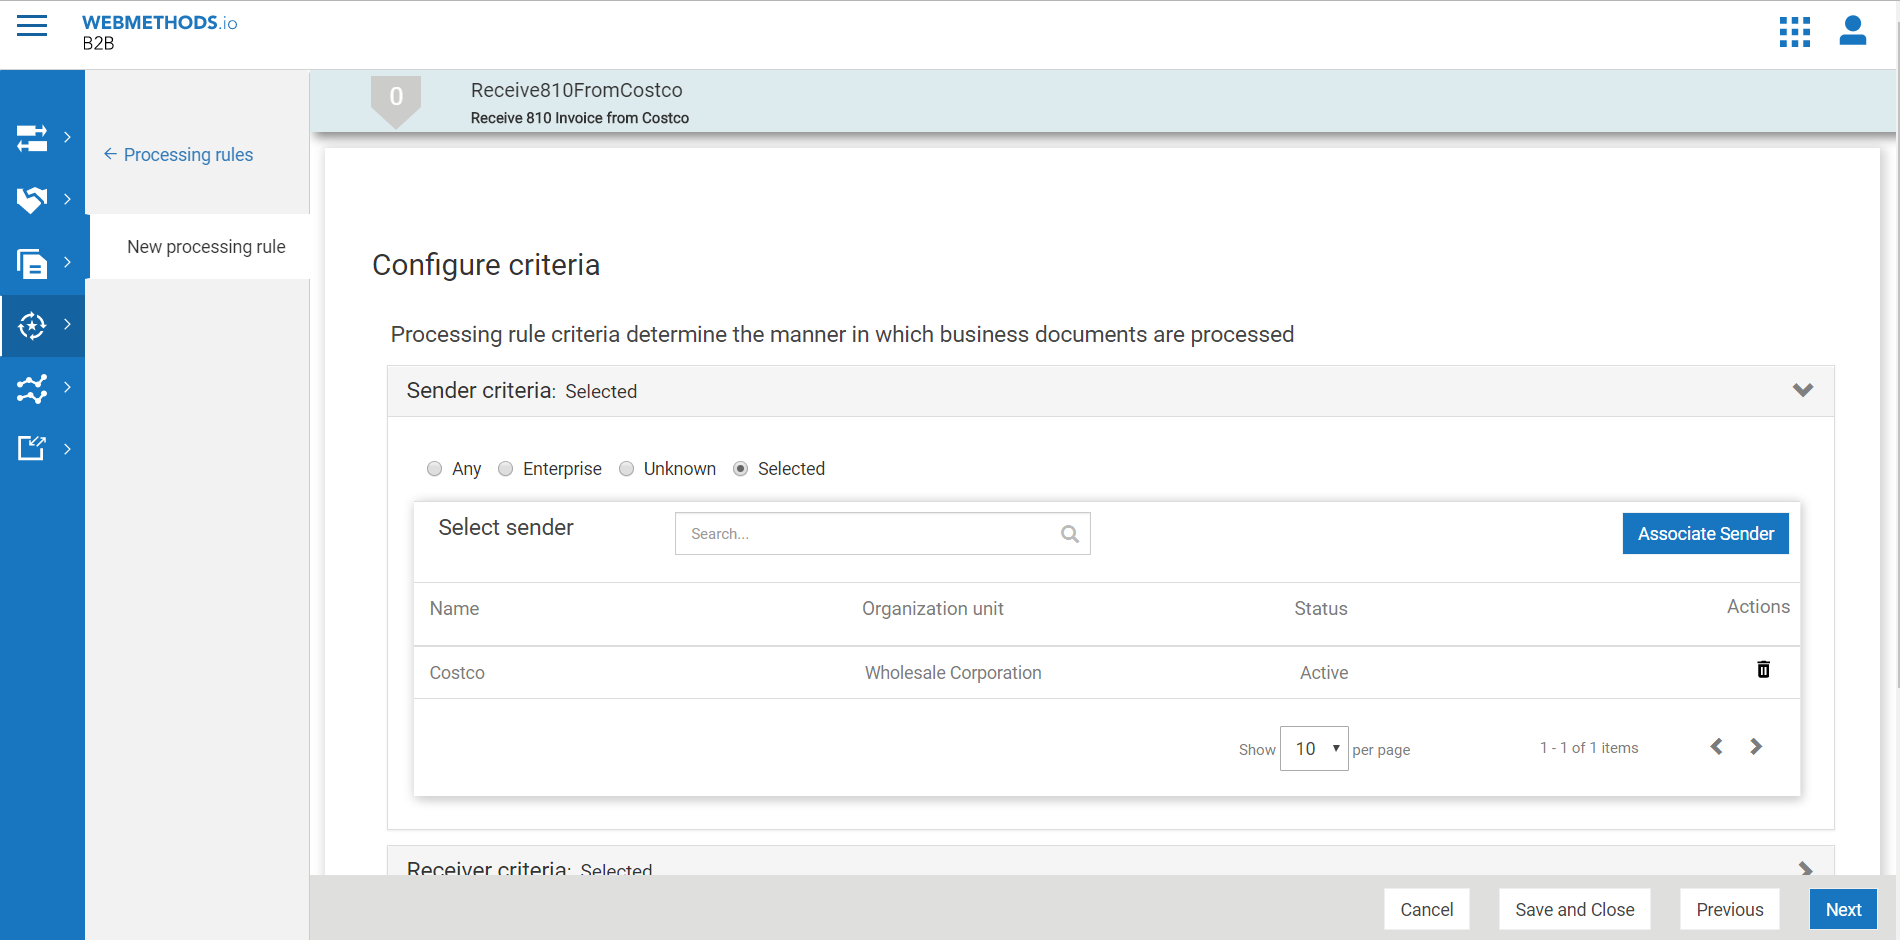 WEBMETHODS.io
B2B
0
Receive810FromCostco
Receive 810 Invoice from Costco
← Processing rules
New processing rule
Configure criteria
Processing rule criteria determine the manner in which business documents are processed
Sender criteria: Selected
Any Enterprise Unknown Selected
Select sender Search... Associate Sender
Name Organization unit Status Actions
Costco Wholesale Corporation Active
Show 10 per page 1 - 1 of 1 items
Receiver criteria: Selected
Cancel Save and Close Previous Next